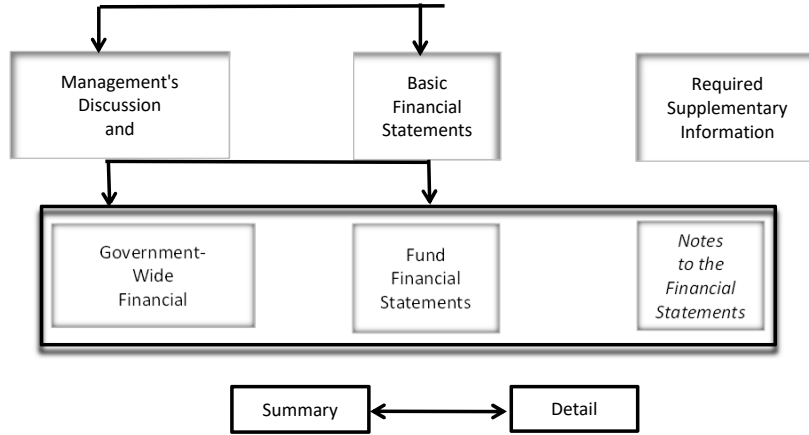 Management's
Discussion
and
Basic
Financial
Statements
Required
Supplementary
Information
Government-
Wide
Financial
Fund
Financial
Statements
Notes
to the
Financial
Statements
Summary
Detail